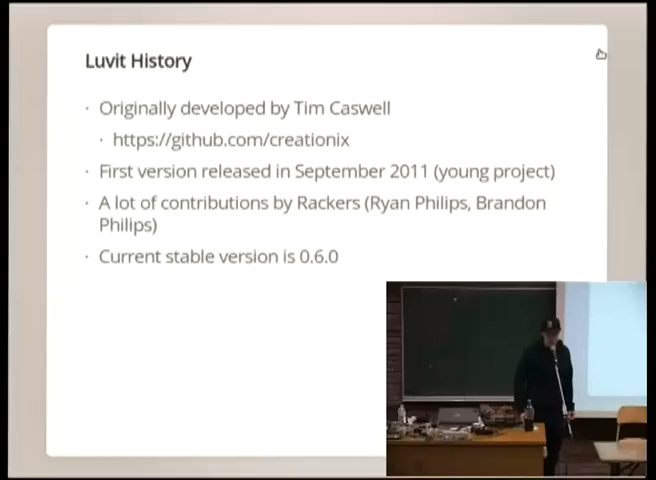 Luvit History
· Originally developed by Tim Caswell
· https://github.com/creationix
· First version released in September 2011 (young project)
· A lot of contributions by Rackers (Ryan Philips, Brandon
Philips)
· Current stable version is 0.6.0